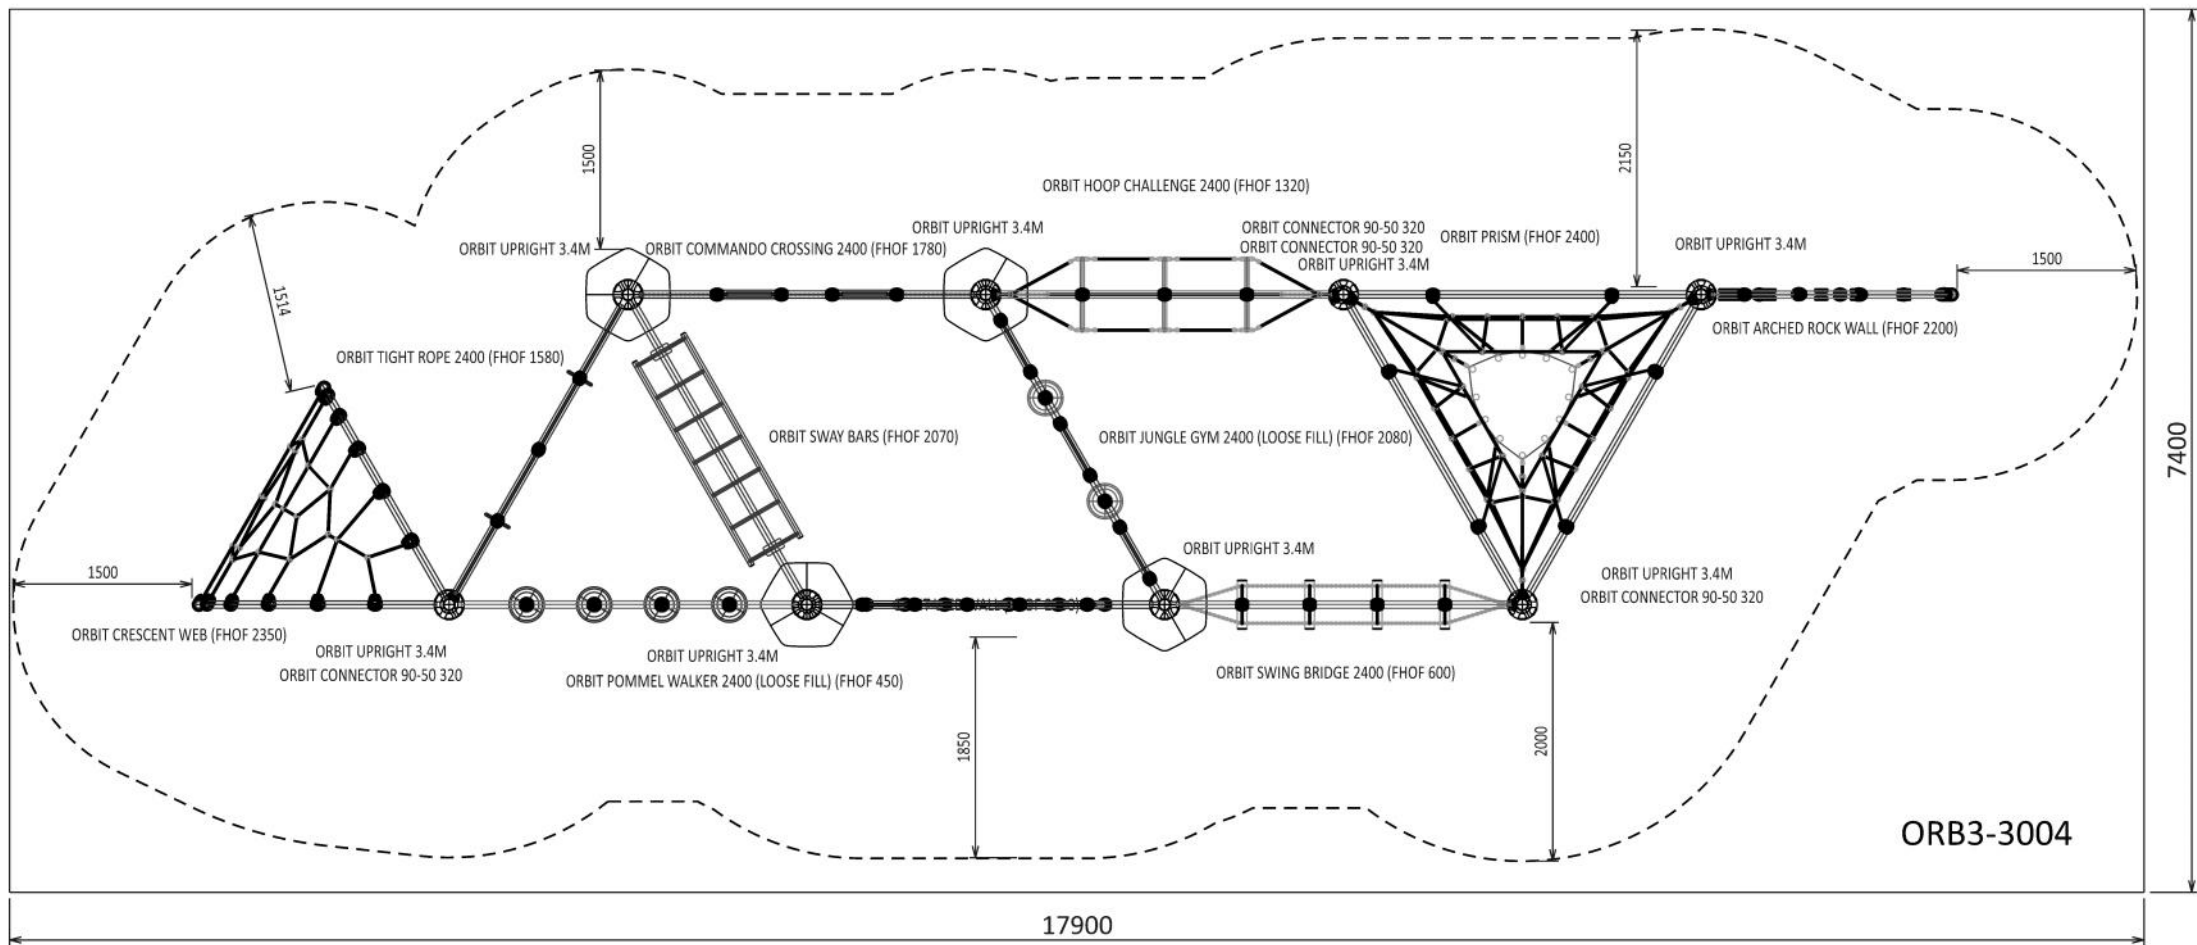 1500
2150
7400
ORBIT HOOP CHALLENGE 2400 (FHOF 1320)
ORBIT UPRIGHT 3.4M
ORBIT CONNECTOR 90-50 320
ORBIT PRISM (FHOF 2400)
ORBIT UPRIGHT 3.4M
ORBIT COMMANDO CROSSING 2400 (FHOF 1780)
ORBIT CONNECTOR 90-50 320
ORBIT UPRIGHT 3.4M
ORBIT UPRIGHT 3.4M
1500
1514
ORBIT ARCHED ROCK WALL (FHOF 2200)
ORBIT TIGHT ROPE 2400 (FHOF 1580)
ORBIT SWAY BARS (FHOF 2070)
ORBIT JUNGLE GYM 2400 (LOOSE FILL) (FHOF 2080)
ORBIT UPRIGHT 3.4M
1500
ORBIT UPRIGHT 3.4M
ORBIT CONNECTOR 90-50 320
ORBIT CRESCENT WEB (FHOF 2350)
ORBIT UPRIGHT 3.4M
ORBIT CONNECTOR 90-50 320
ORBIT UPRIGHT 3.4M
ORBIT POMMEL WALKER 2400 (LOOSE FILL) (FHOF 450)
ORBIT SWING BRIDGE 2400 (FHOF 600)
1850
2000
ORB3-3004
17900